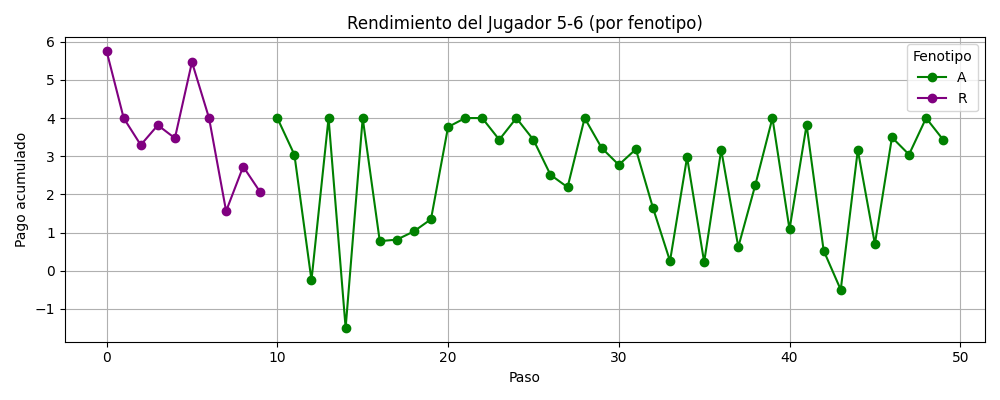 Rendimiento del Jugador 5-6 (por fenotipo)
Pago acumulado
6
5
4
3
2
1
0
−1
Fenotipo
A
R
0 10 20 30 40 50
Paso